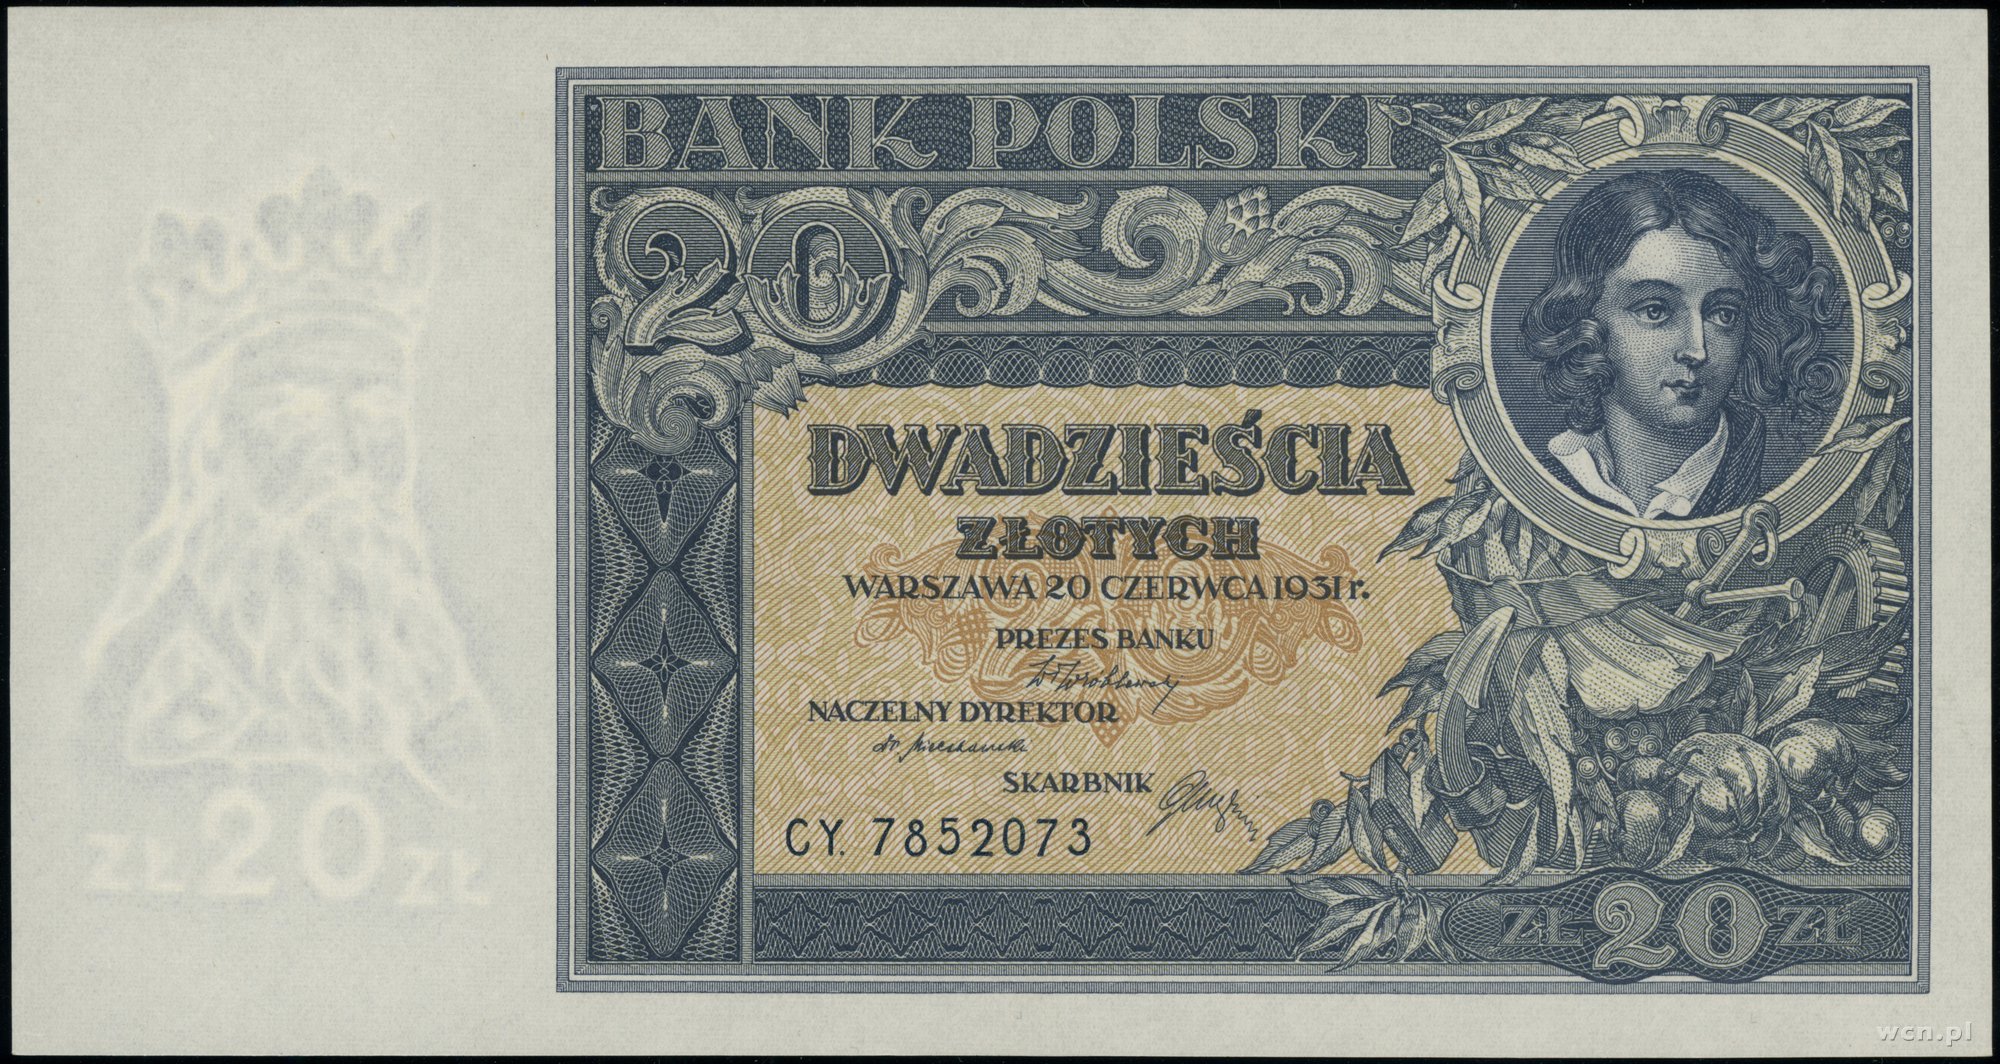 BANK POLSKI
20
DWADZIEŚCIA
ZŁOTYCH
WARSZAWA 20 CZERWCA 1931 r.
PREZES BANKU
NACZELNY DYREKTOR
SKARBNIK
CY. 7852073
ZŁ 20 ZŁ
ZŁ 20 ZŁ
wcn.pl